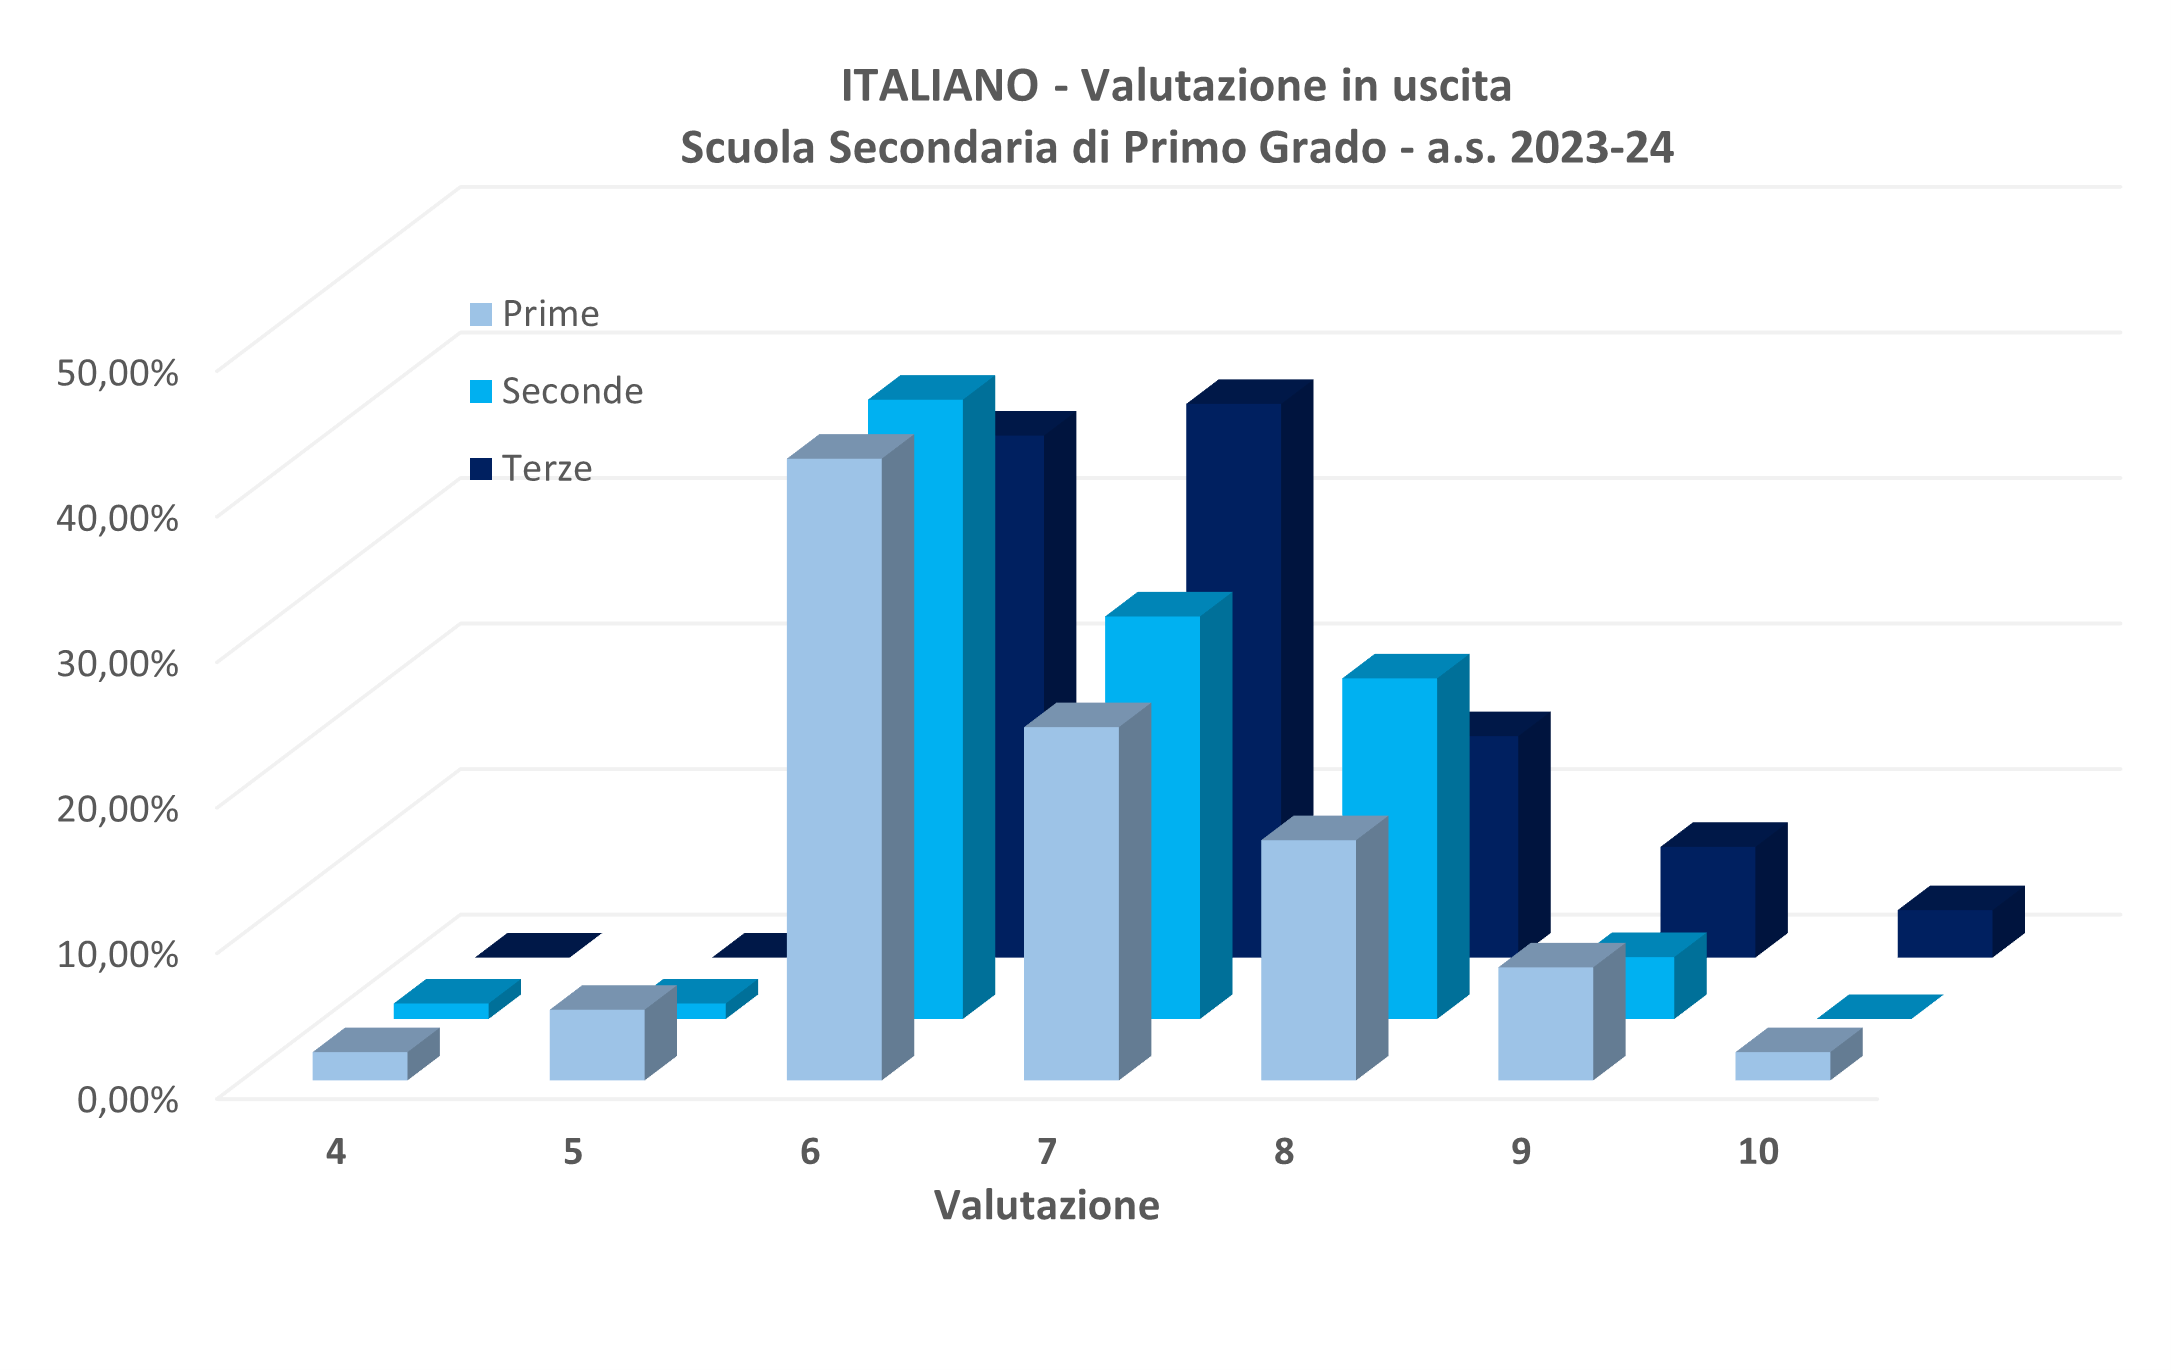 ITALIANO - Valutazione in uscita
Scuola Secondaria di Primo Grado - a.s. 2023-24
Prime
Seconde
Terze
50,00%
40,00%
30,00%
20,00%
10,00%
0,00%
4 5 6 7 8 9 10
Valutazione